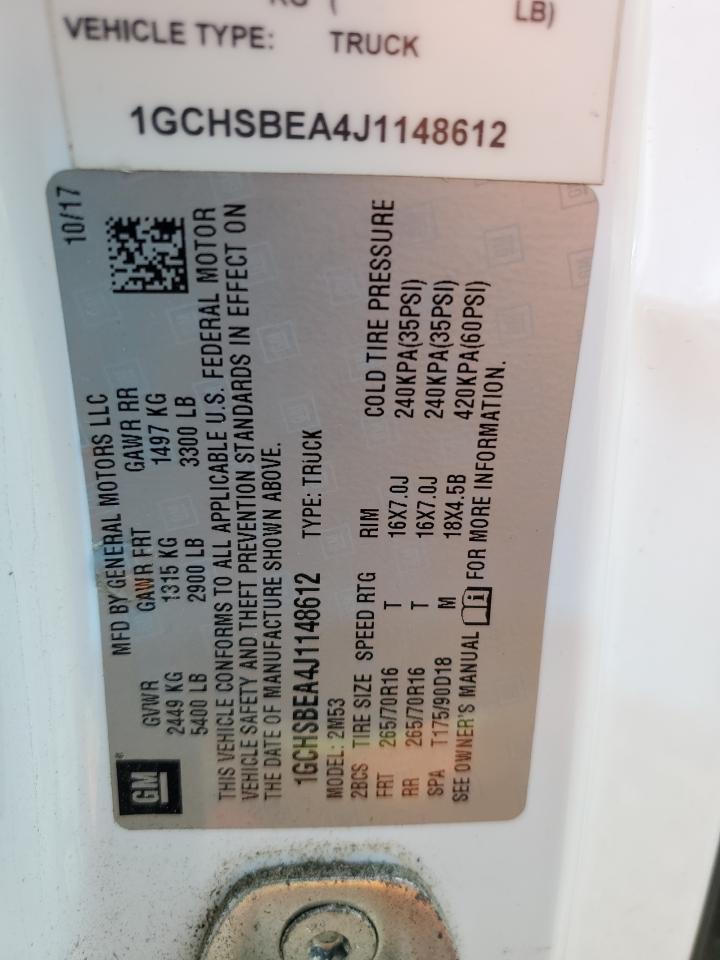 LB)
VEHICLE TYPE: TRUCK
1GCHSBEA4J1148612
10/17
MFD BY GENERAL MOTORS LLC
GVWR GAWR FRT GAWR RR
2449 KG 1315 KG 1497 KG
5400 LB 2900 LB 3300 LB
THIS VEHICLE CONFORMS TO ALL APPLICABLE U.S. FEDERAL MOTOR
VEHICLE SAFETY AND THEFT PREVENTION STANDARDS IN EFFECT ON
THE DATE OF MANUFACTURE SHOWN ABOVE.
1GCHSBEA4J1148612 TYPE: TRUCK
MODEL: 2M53
2BCS TIRE SIZE SPEED RTG RIM COLD TIRE PRESSURE
FRT 265/70R16 T 16X7.0J 240KPA(35PSI)
RR 265/70R16 T 16X7.0J 240KPA(35PSI)
SPA T175/90D18 M 18X4.5B 420KPA(60PSI)
SEE OWNER'S MANUAL FOR MORE INFORMATION.
GM